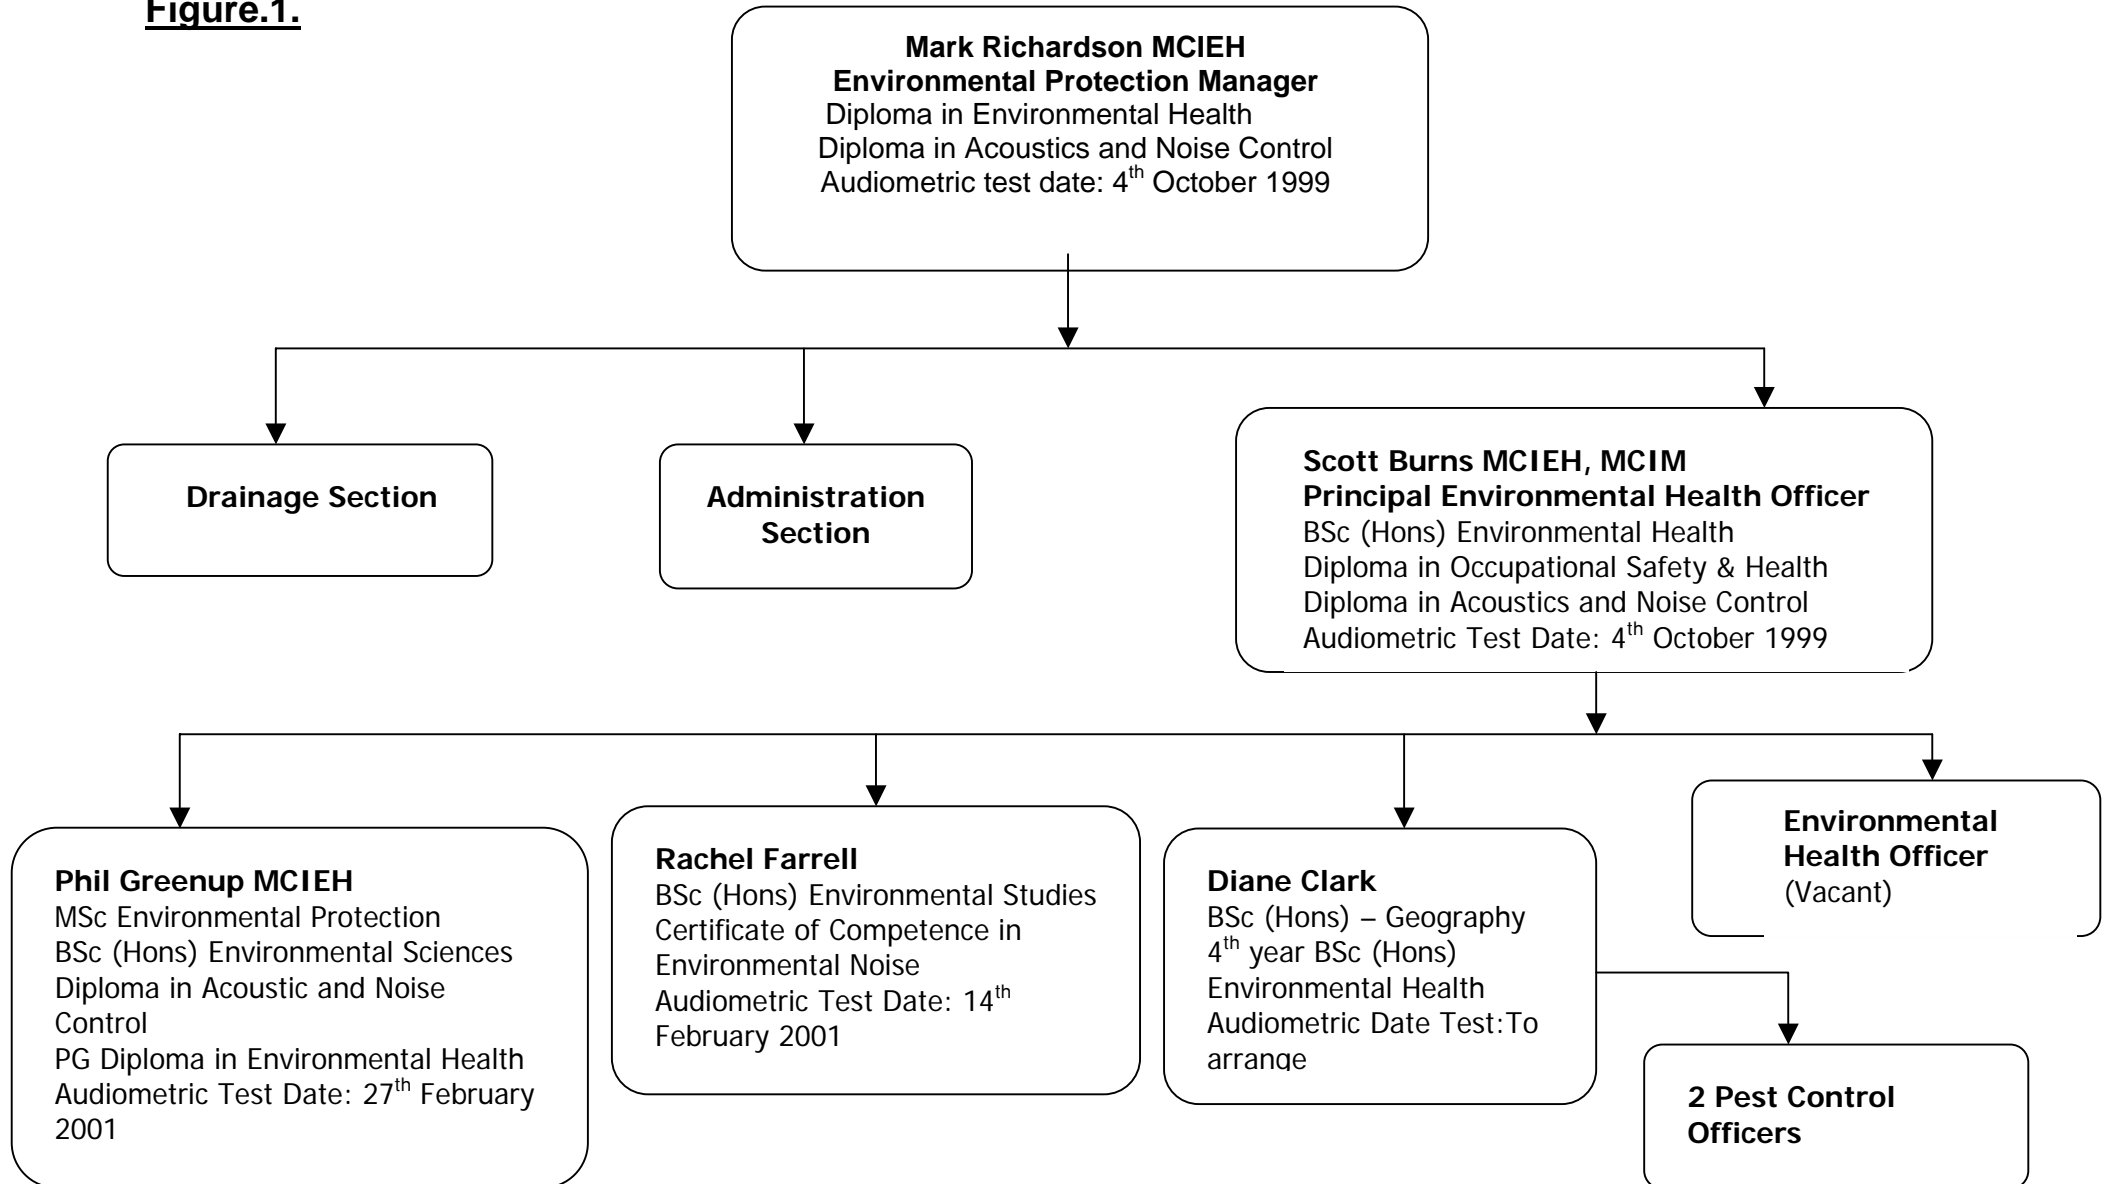 Figure.1.
Mark Richardson MCIEH
Environmental Protection Manager
Diploma in Environmental Health
Diploma in Acoustics and Noise Control
Audiometric test date: 4th October 1999
Drainage Section
Administration
Section
Scott Burns MCIEH, MCIM
Principal Environmental Health Officer
BSc (Hons) Environmental Health
Diploma in Occupational Safety & Health
Diploma in Acoustics and Noise Control
Audiometric Test Date: 4th October 1999
Phil Greenup MCIEH
MSc Environmental Protection
BSc (Hons) Environmental Sciences
Diploma in Acoustic and Noise
Control
PG Diploma in Environmental Health
Audiometric Test Date: 27th February
2001
Rachel Farrell
BSc (Hons) Environmental Studies
Certificate of Competence in
Environmental Noise
Audiometric Test Date: 14th
February 2001
Diane Clark
BSc (Hons) – Geography
4th year BSc (Hons)
Environmental Health
Audiometric Date Test:To
arrange
Environmental
Health Officer
(Vacant)
2 Pest Control
Officers